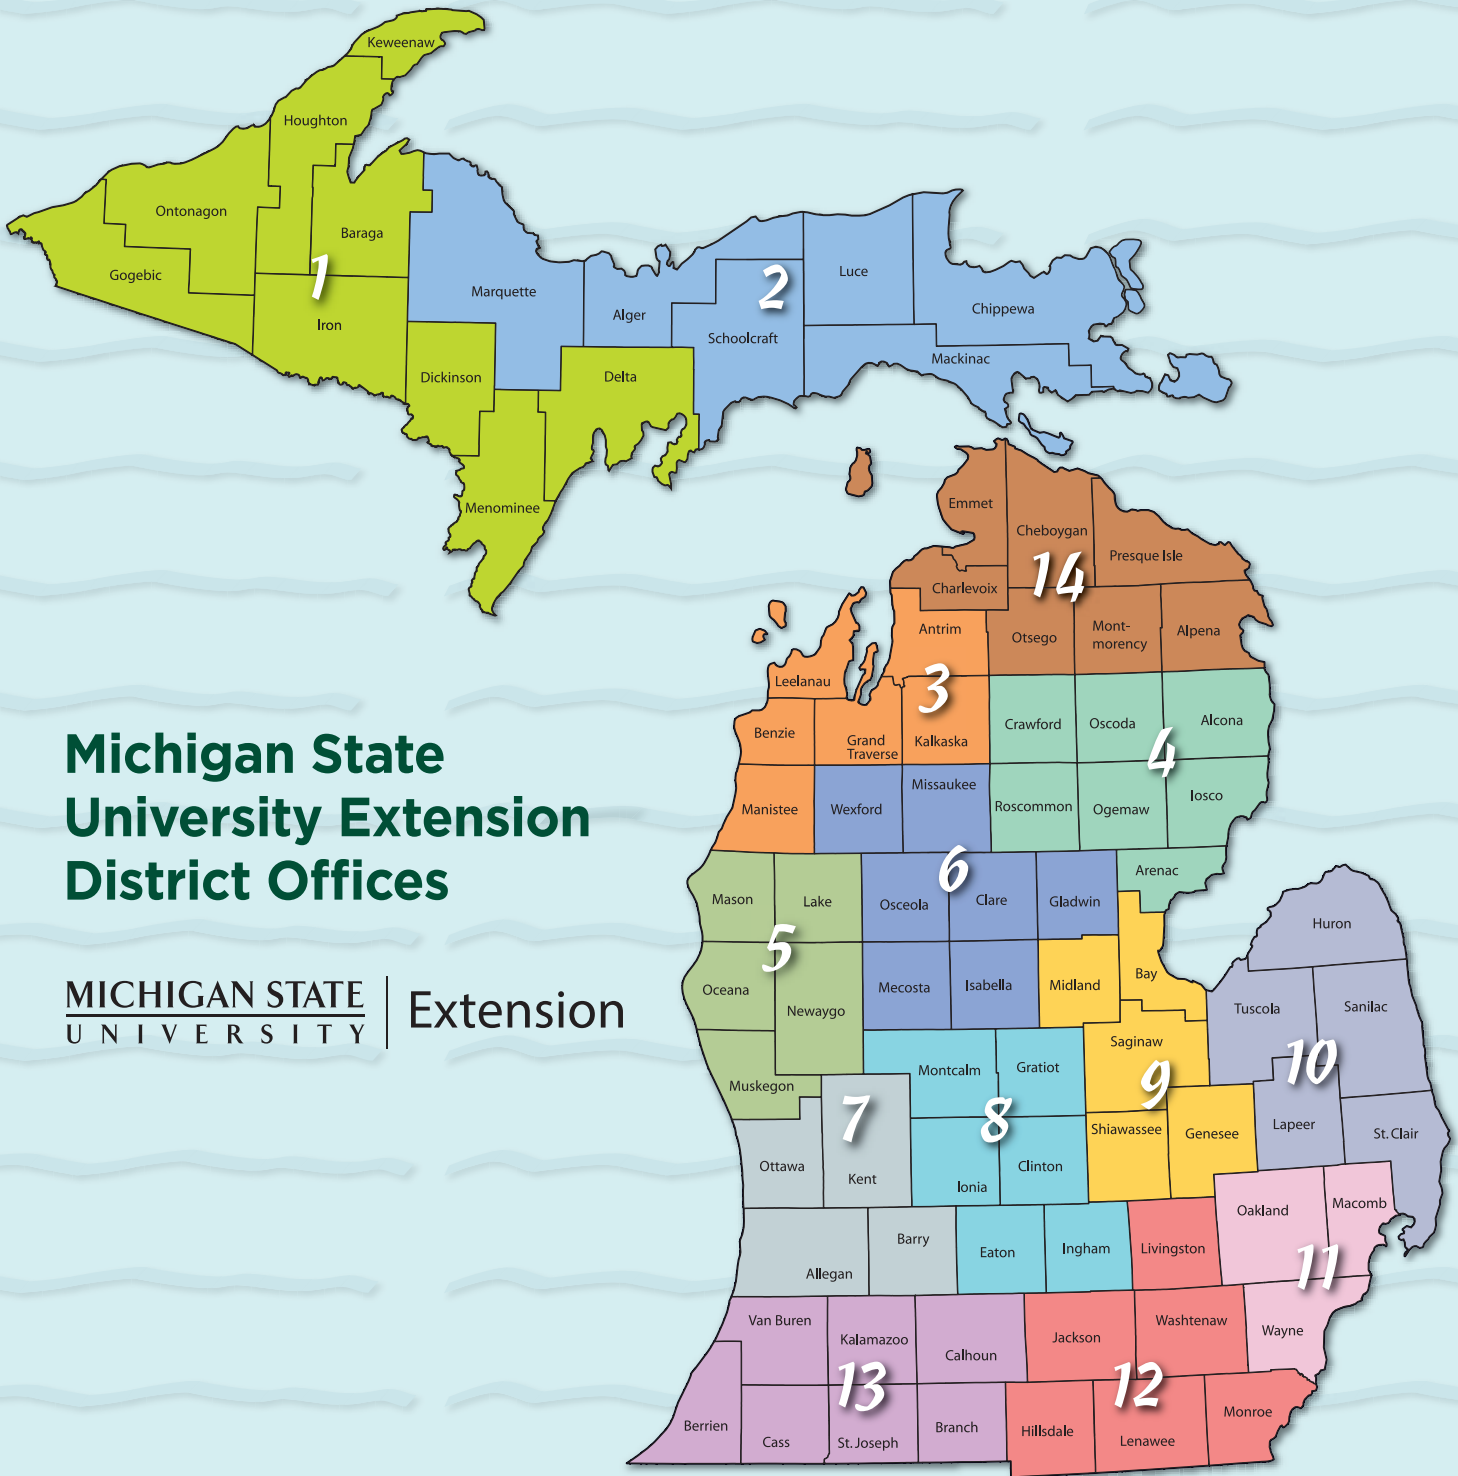 Keweenaw
Houghton
Ontonagon
Baraga
Gogebic
1
Iron
Marquette
Alger
2
Luce
Schoolcraft
Chippewa
Mackinac
Dickinson
Delta
Menominee
Emmet
Cheboygan
Presque Isle
14
Charlevoix
Antrim
Otsego
Mont-
morency
Alpena
Leelanau
3
Benzie
Grand
Traverse
Kalkaska
Crawford
Oscoda
Alcona
4
Manistee
Wexford
Missaukee
Roscommon
Ogemaw
Iosco
Michigan State
University Extension
District Offices
MICHIGAN STATE
UNIVERSITY
Extension
6
Arenac
Mason
Lake
Osceola
Clare
Gladwin
5
Huron
Oceana
Newaygo
Mecosta
Isabella
Midland
Bay
Tuscola
Sanilac
Muskegon
Montcalm
Gratiot
Saginaw
9
10
7
8
Shiawassee
Genesee
Lapeer
St. Clair
Ottawa
Kent
Ionia
Clinton
Allegan
Barry
Eaton
Ingham
Livingston
Oakland
Macomb
11
Van Buren
Kalamazoo
Calhoun
Jackson
Washtenaw
Wayne
13
12
Berrien
Cass
St. Joseph
Branch
Hillsdale
Lenawee
Monroe